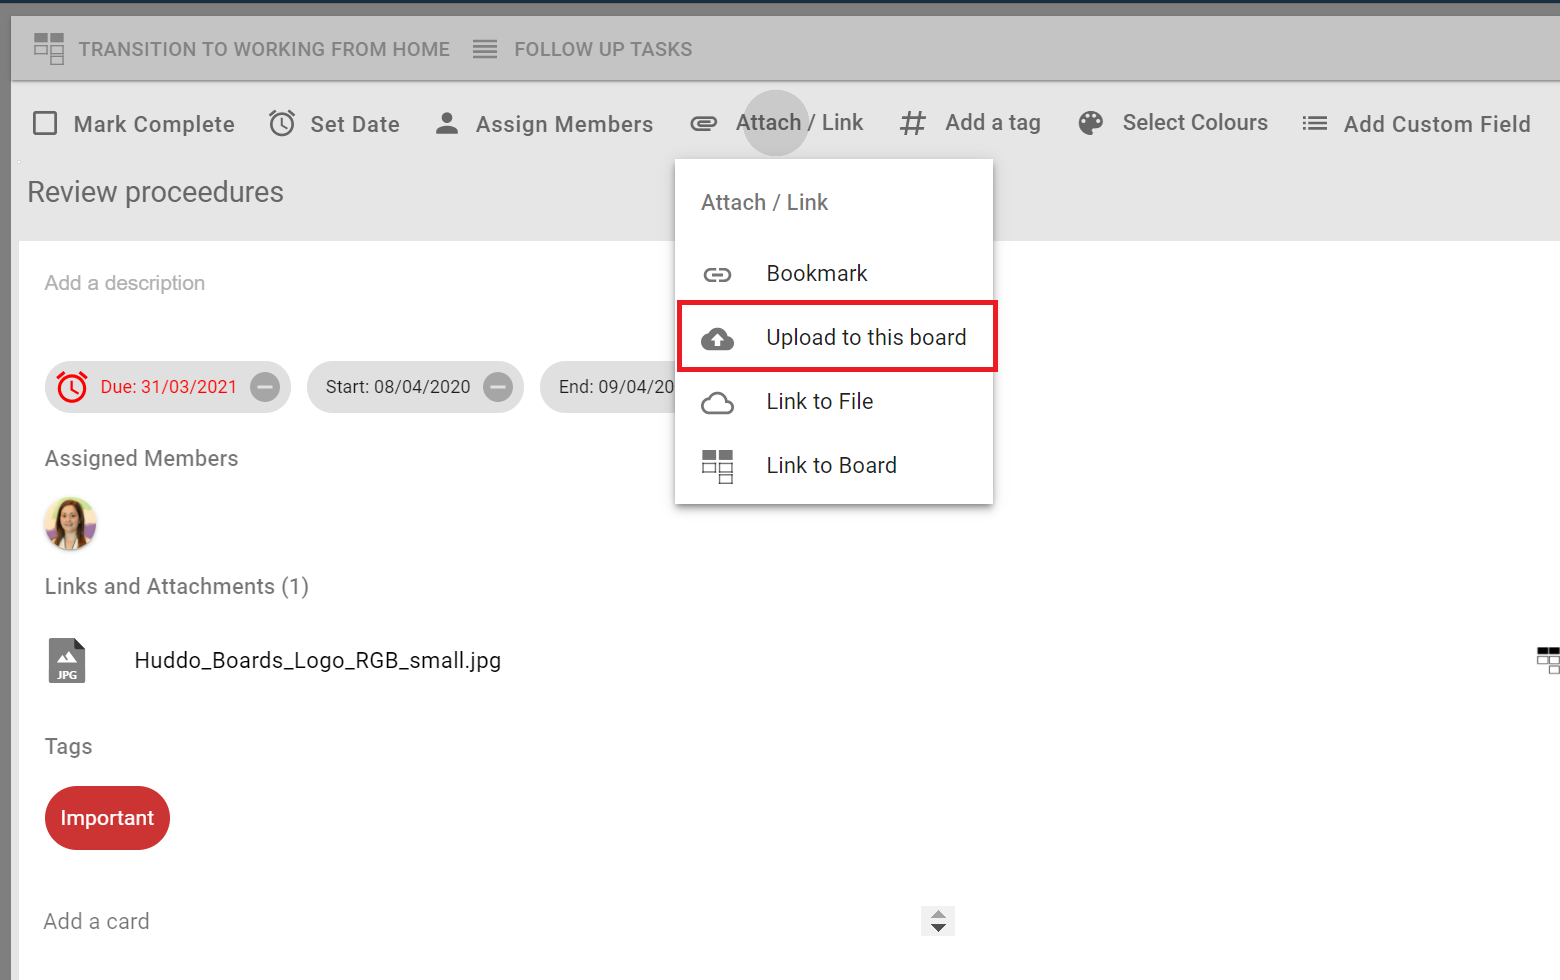 TRANSITION TO WORKING FROM HOME FOLLOW UP TASKS
Mark Complete Set Date Assign Members Attach / Link Add a tag Select Colours Add Custom Field
Review proceedures
Attach / Link
Bookmark
Upload to this board
Link to File
Link to Board
Add a description
Due: 31/03/2021 Start: 08/04/2020 End: 09/04/20
Assigned Members
Links and Attachments (1)
JPG Huddo_Boards_Logo_RGB_small.jpg
Tags
Important
Add a card